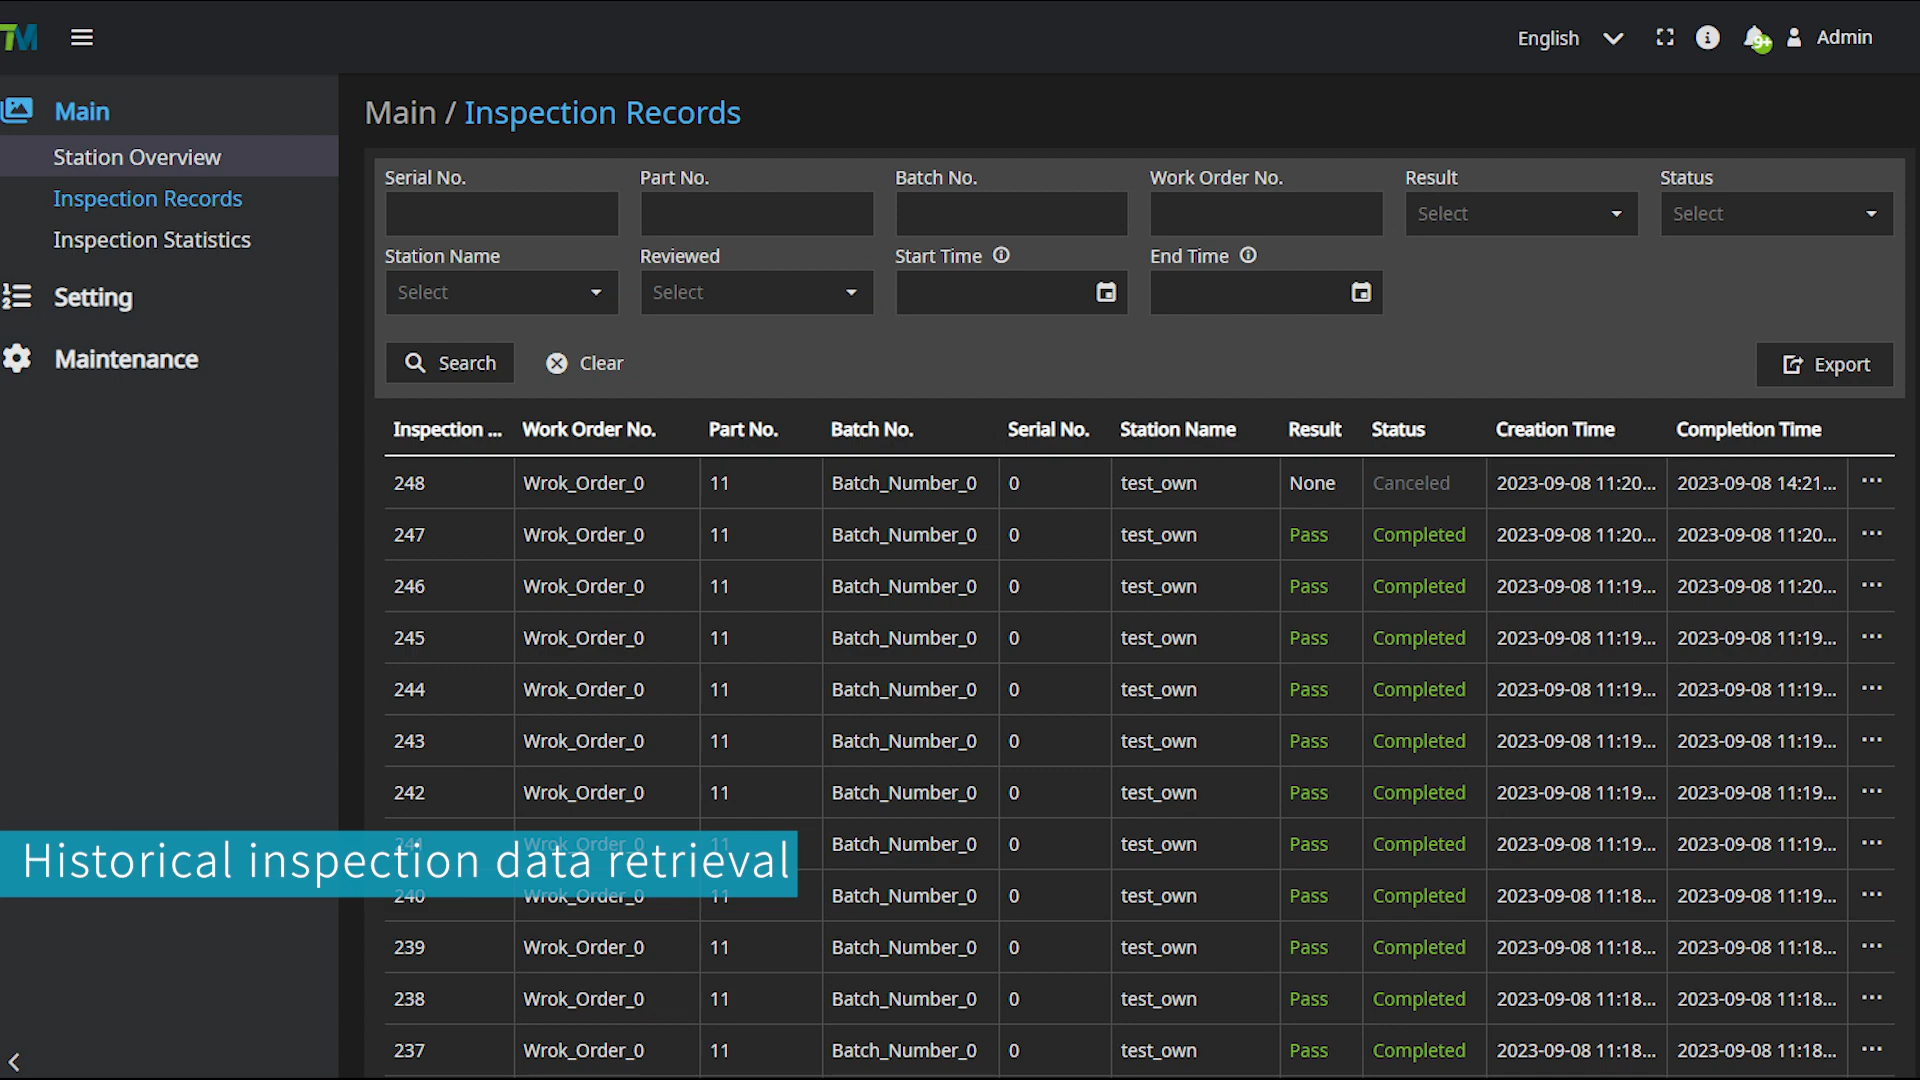 TM
English
9+
Admin
Main
Station Overview
Inspection Records
Inspection Statistics
Setting
Maintenance
Main / Inspection Records
Serial No. Part No. Batch No. Work Order No. Result Status
Select Select
Station Name Reviewed Start Time End Time
Select Select
Search Clear Export
Inspection ... Work Order No. Part No. Batch No. Serial No. Station Name Result Status Creation Time Completion Time
248 Wrok_Order_0 11 Batch_Number_0 0 test_own None Canceled 2023-09-08 11:20... 2023-09-08 14:21... ...
247 Wrok_Order_0 11 Batch_Number_0 0 test_own Pass Completed 2023-09-08 11:20... 2023-09-08 11:20... ...
246 Wrok_Order_0 11 Batch_Number_0 0 test_own Pass Completed 2023-09-08 11:19... 2023-09-08 11:20... ...
245 Wrok_Order_0 11 Batch_Number_0 0 test_own Pass Completed 2023-09-08 11:19... 2023-09-08 11:19... ...
244 Wrok_Order_0 11 Batch_Number_0 0 test_own Pass Completed 2023-09-08 11:19... 2023-09-08 11:19... ...
243 Wrok_Order_0 11 Batch_Number_0 0 test_own Pass Completed 2023-09-08 11:19... 2023-09-08 11:19... ...
242 Wrok_Order_0 11 Batch_Number_0 0 test_own Pass Completed 2023-09-08 11:19... 2023-09-08 11:19... ...
241 Wrok_Order_0 11 Batch_Number_0 0 test_own Pass Completed 2023-09-08 11:19... 2023-09-08 11:19... ...
Historical inspection data retrieval
240 Wrok_Order_0 11 Batch_Number_0 0 test_own Pass Completed 2023-09-08 11:18... 2023-09-08 11:19... ...
239 Wrok_Order_0 11 Batch_Number_0 0 test_own Pass Completed 2023-09-08 11:18... 2023-09-08 11:18... ...
238 Wrok_Order_0 11 Batch_Number_0 0 test_own Pass Completed 2023-09-08 11:18... 2023-09-08 11:18... ...
237 Wrok_Order_0 11 Batch_Number_0 0 test_own Pass Completed 2023-09-08 11:18... 2023-09-08 11:18... ...